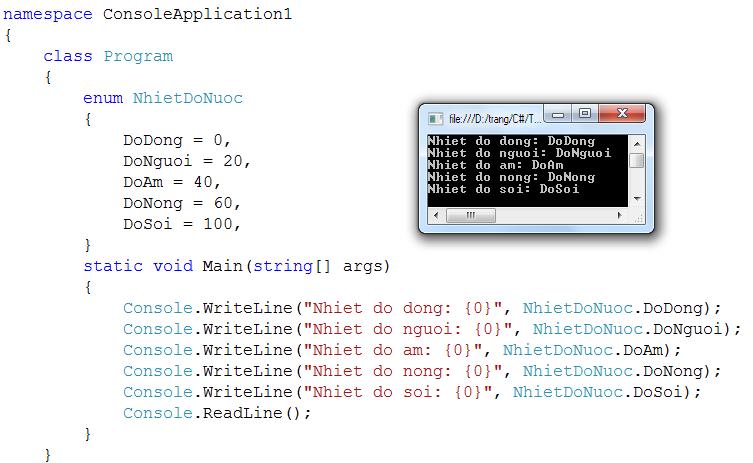 namespace ConsoleApplication1
{
class Program
{
enum NhietDoNuoc
{
DoDong = 0,
DoNguoi = 20,
DoAm = 40,
DoNong = 60,
DoSoi = 100,
}
static void Main(string[] args)
{
Console.WriteLine("Nhiet do dong: {0}", NhietDoNuoc.DoDong);
Console.WriteLine("Nhiet do nguoi: {0}", NhietDoNuoc.DoNguoi);
Console.WriteLine("Nhiet do am: {0}", NhietDoNuoc.DoAm);
Console.WriteLine("Nhiet do nong: {0}", NhietDoNuoc.DoNong);
Console.WriteLine("Nhiet do soi: {0}", NhietDoNuoc.DoSoi);
Console.ReadLine();
}
}
file:///D:/trang/C#/T...
Nhiet do dong: DoDong
Nhiet do nguoi: DoNguoi
Nhiet do am: DoAm
Nhiet do nong: DoNong
Nhiet do soi: DoSoi